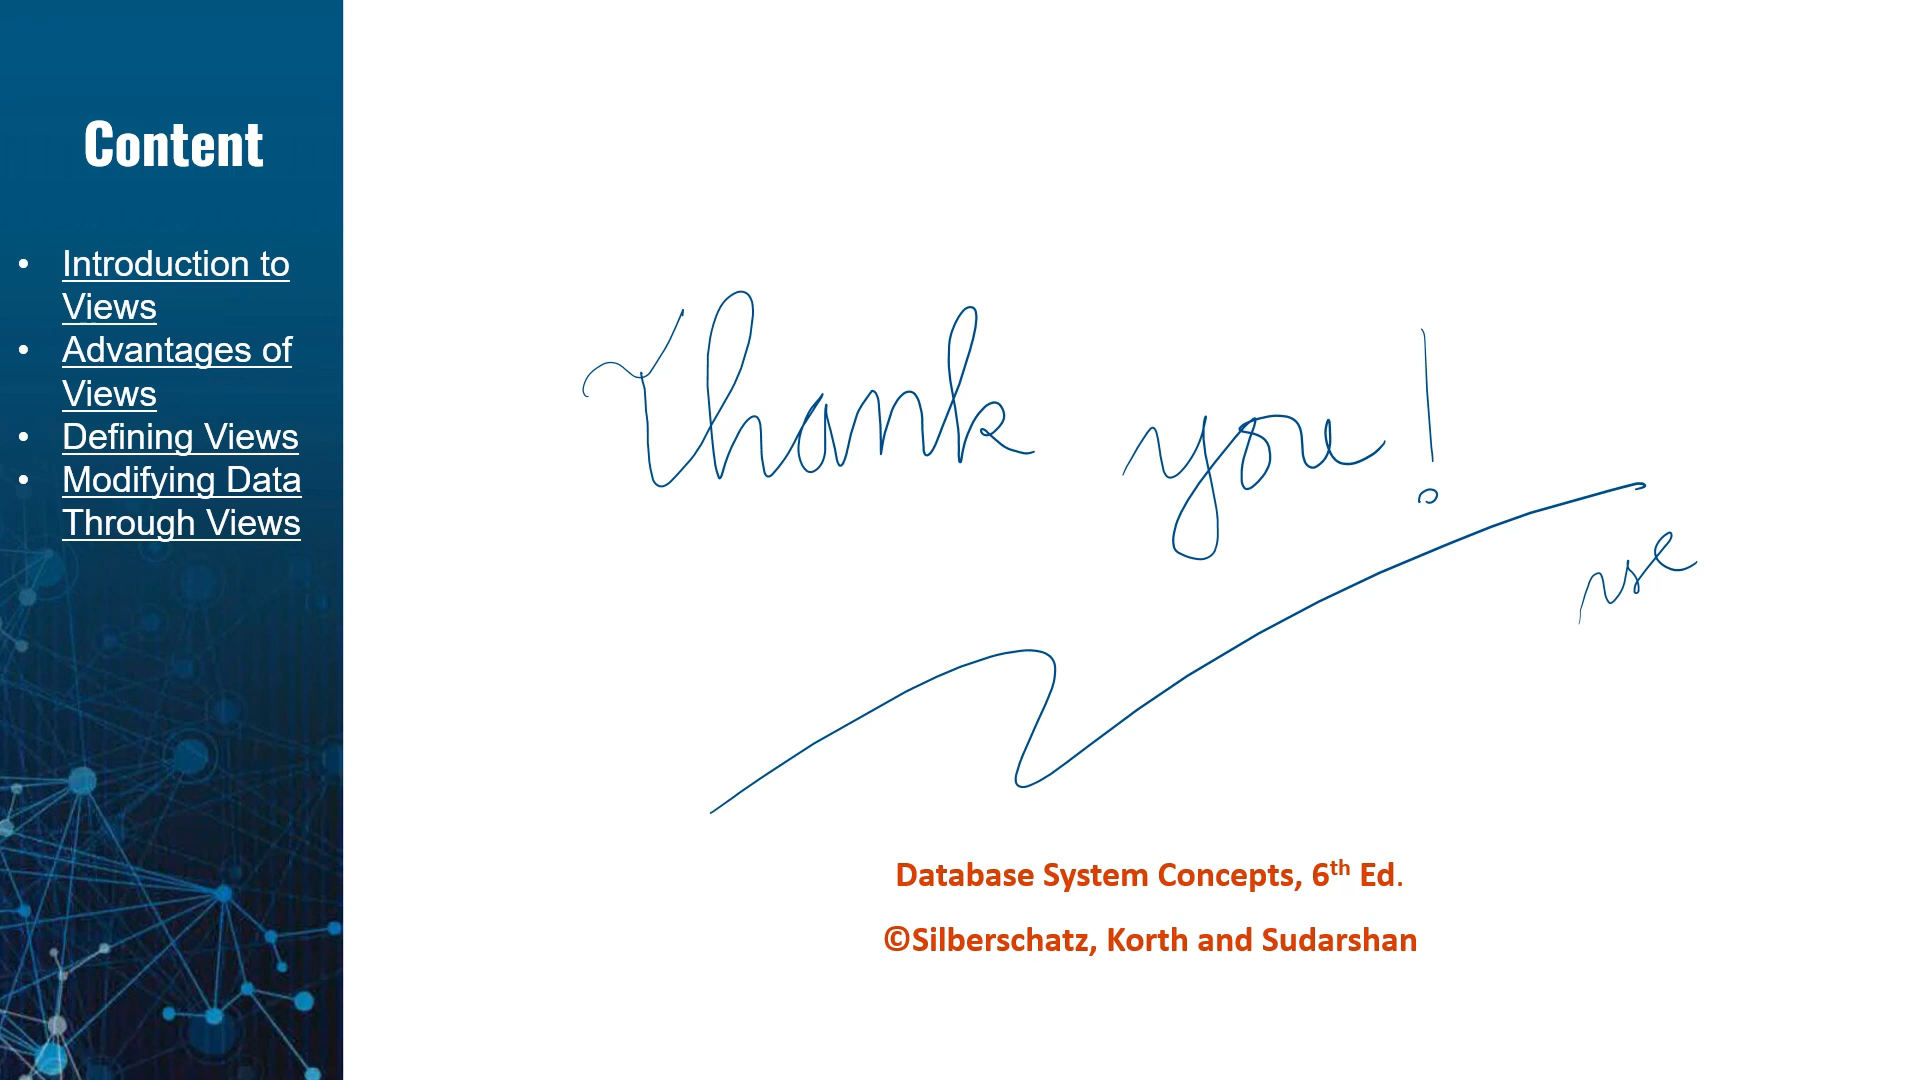 Content
• Introduction to
Views
• Advantages of
Views
• Defining Views
• Modifying Data
Through Views
Thank you!
Database System Concepts, 6th Ed.
©Silberschatz, Korth and Sudarshan